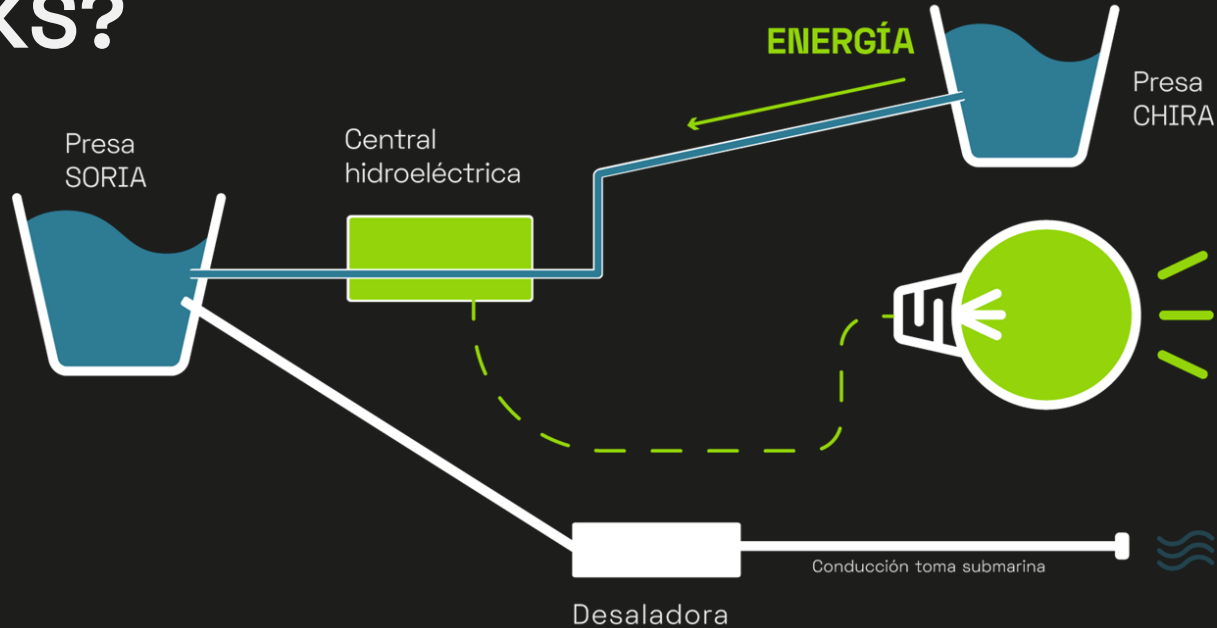 KS?
ENERGÍA
Presa
CHIRA
Presa
SORIA
Central
hidroeléctrica
Conducción toma submarina
Desaladora